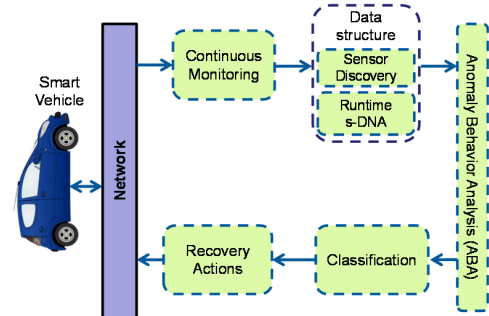 Smart
Vehicle
Network
Continuous
Monitoring
Data
structure
Sensor
Discovery
Runtime
s-DNA
Anomaly Behavior Analysis (ABA)
Classification
Recovery
Actions